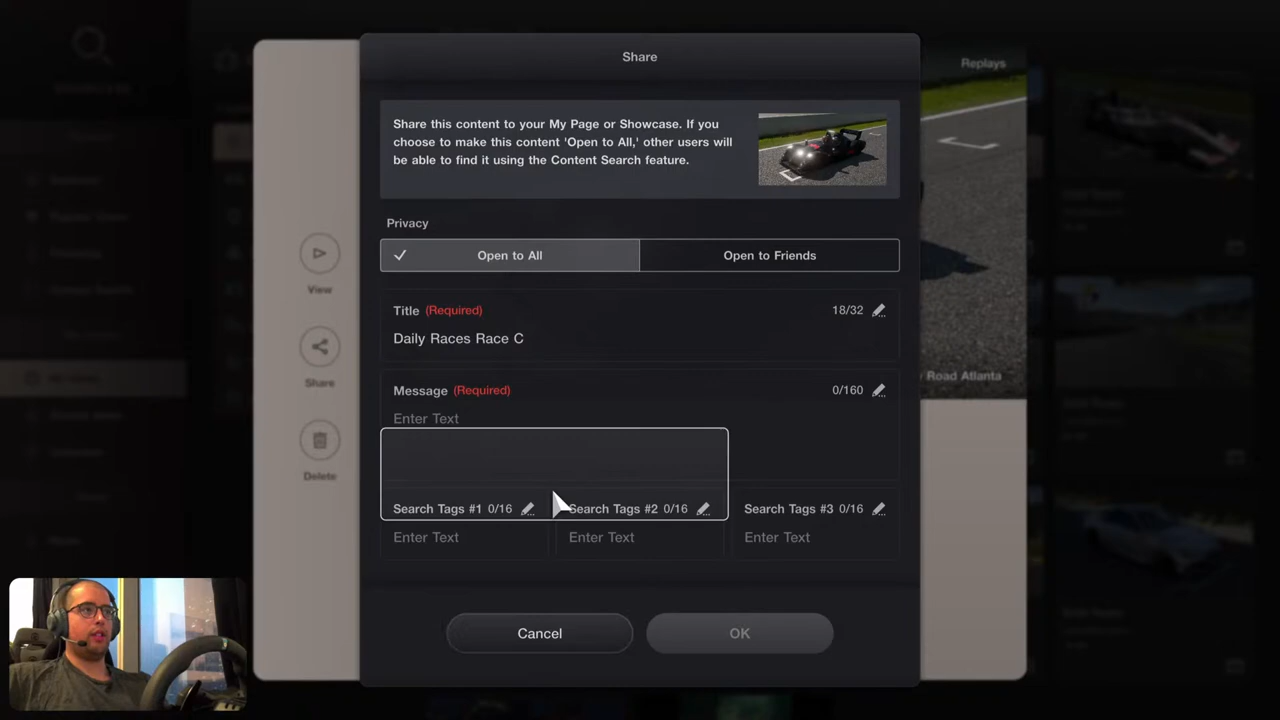 Share
Replays
Share this content to your My Page or Showcase. If you
choose to make this content 'Open to All,' other users will
be able to find it using the Content Search feature.
Privacy
Open to All
Open to Friends
View
Title (Required) 18/32
Daily Races Race C
Share
Road Atlanta
Message (Required) 0/160
Enter Text
Delete
Search Tags #1 0/16
Search Tags #2 0/16
Search Tags #3 0/16
Enter Text
Enter Text
Enter Text
Cancel
OK